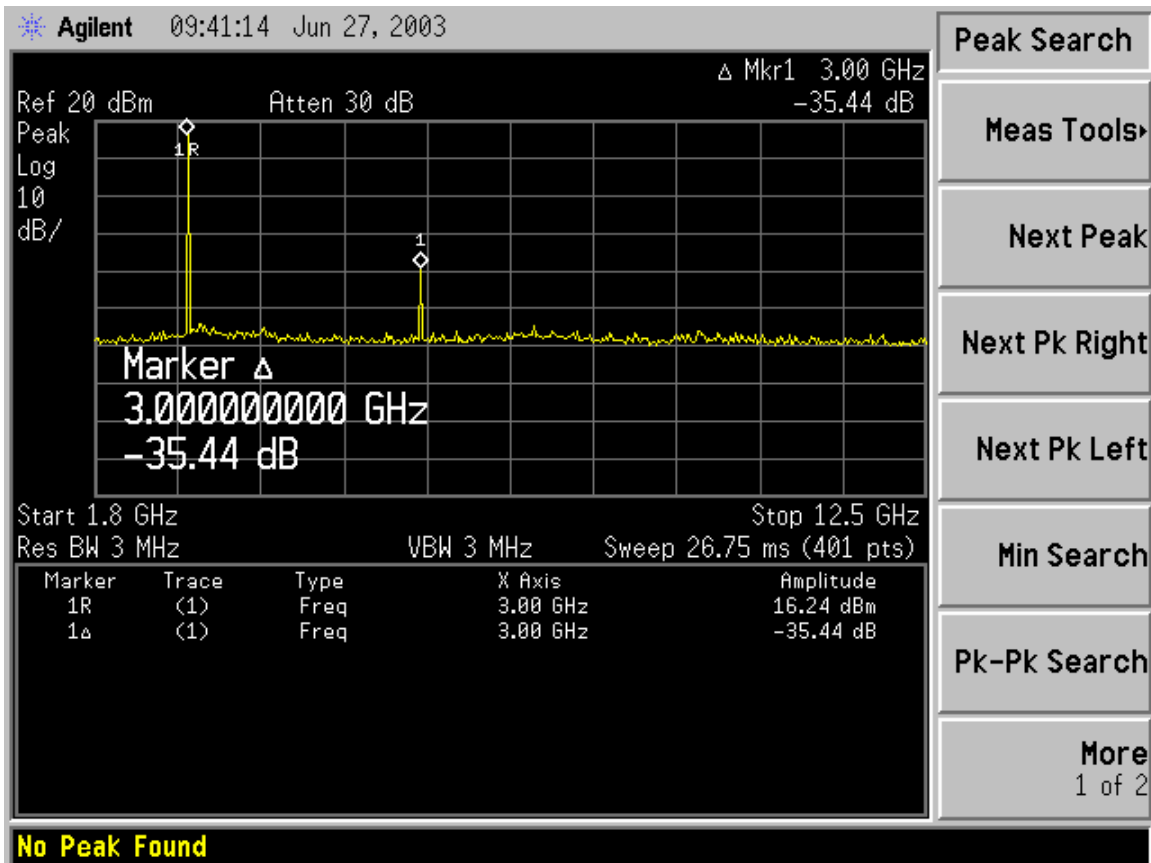 Agilent 09:41:14 Jun 27, 2003
Peak Search
Δ Mkr1 3.00 GHz
Ref 20 dBm Atten 30 dB -35.44 dB
Peak
Log
10
dB/
1R
1
Marker Δ
3.000000000 GHz
-35.44 dB
Start 1.8 GHz Stop 12.5 GHz
Res BW 3 MHz VBW 3 MHz Sweep 26.75 ms (401 pts)
Marker Trace Type X Axis Amplitude
1R (1) Freq 3.00 GHz 16.24 dBm
1Δ (1) Freq 3.00 GHz -35.44 dB
Meas Tools▸
Next Peak
Next Pk Right
Next Pk Left
Min Search
Pk-Pk Search
More
1 of 2
No Peak Found